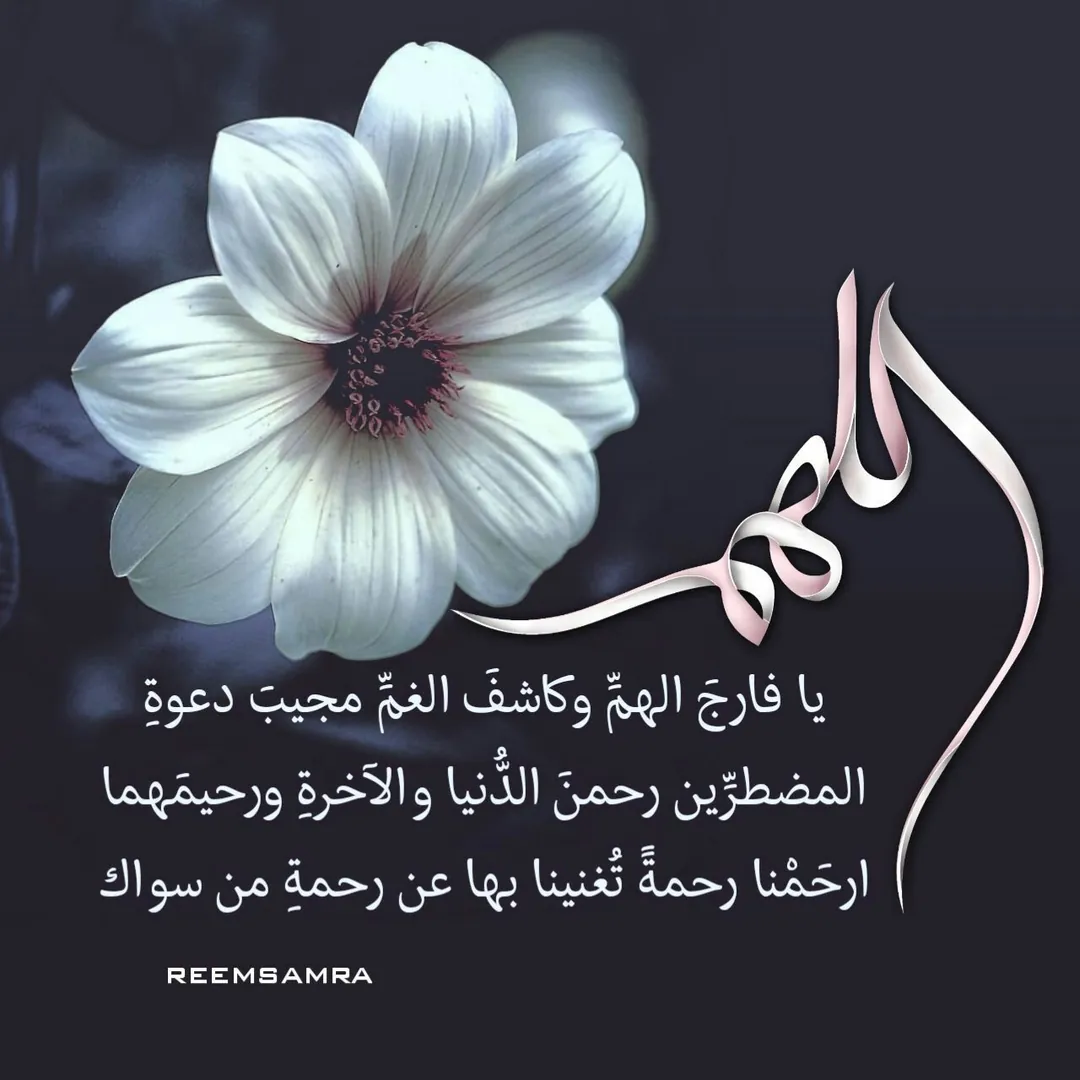 اللهم
يا فارجَ الهمِّ وكاشفَ الغمِّ مجيبَ دعوةِ
المضطرِّين رحمنَ الدُّنيا والآخرةِ ورحيمَهما
ارحَمْنا رحمةً تُغنينا بها عن رحمةِ من سواك
REEMSAMRA